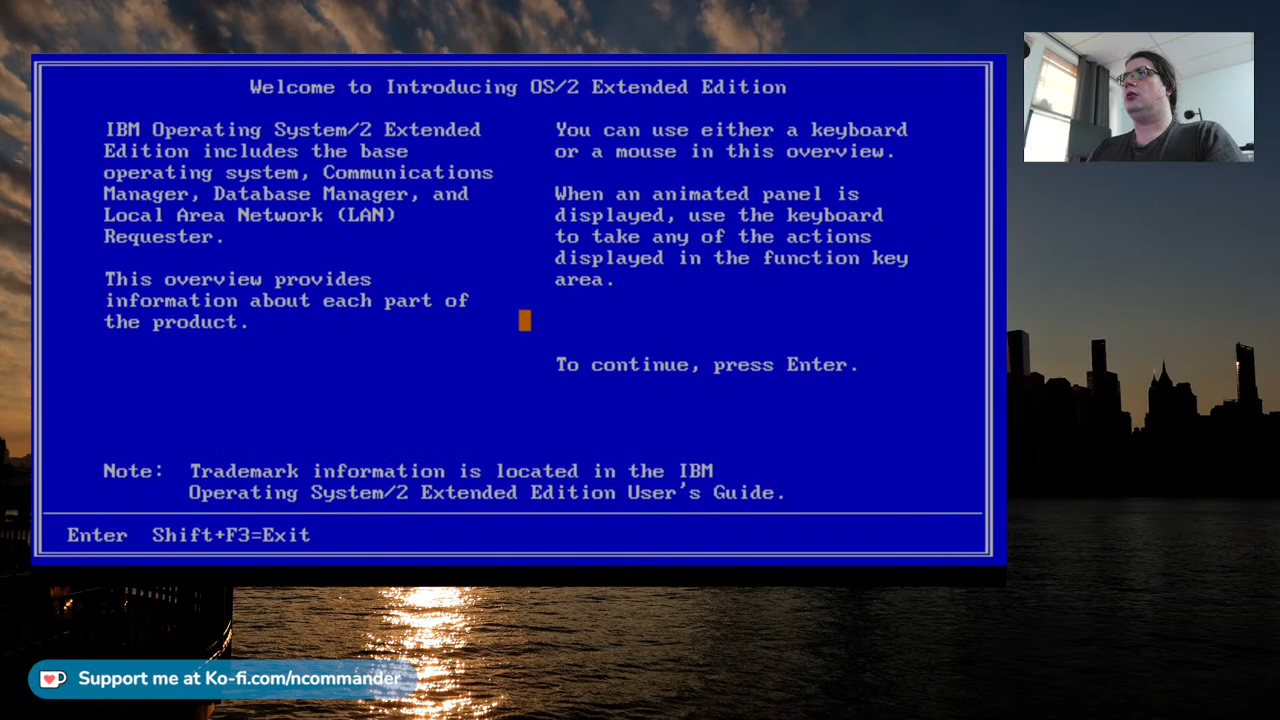 Welcome to Introducing OS/2 Extended Edition
IBM Operating System/2 Extended
Edition includes the base
operating system, Communications
Manager, Database Manager, and
Local Area Network (LAN)
Requester.
This overview provides
information about each part of
the product.
You can use either a keyboard
or a mouse in this overview.
When an animated panel is
displayed, use the keyboard
to take any of the actions
displayed in the function key
area.
To continue, press Enter.
Note: Trademark information is located in the IBM
Operating System/2 Extended Edition User's Guide.
Enter Shift+F3=Exit
Support me at Ko-fi.com/ncommander